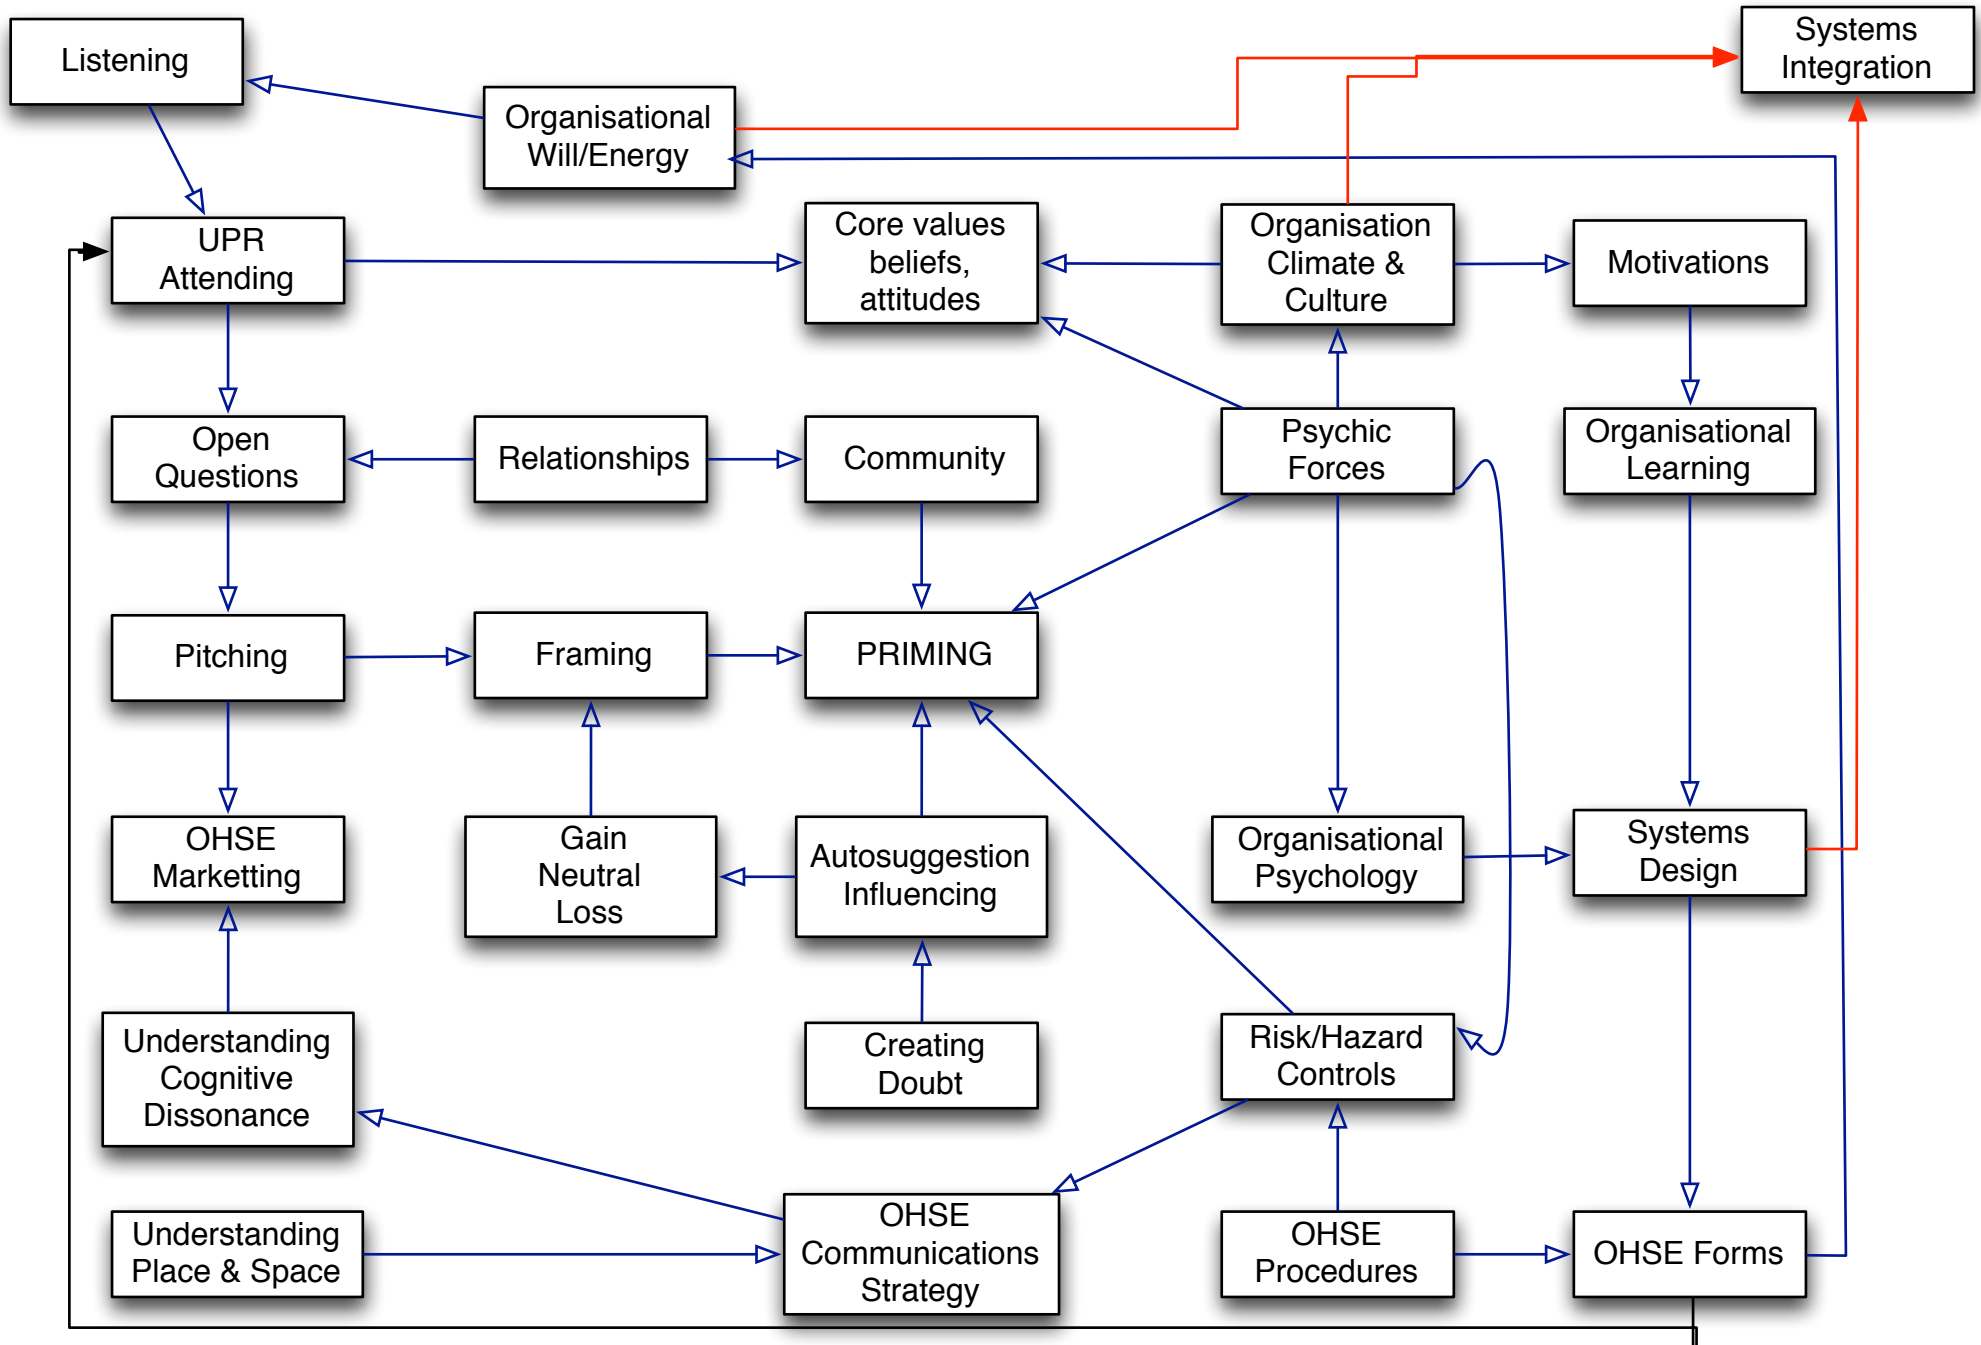 Listening
Systems
Integration
Organisational
Will/Energy
UPR
Attending
Core values
beliefs,
attitudes
Organisation
Climate &
Culture
Motivations
Open
Questions
Relationships
Community
Psychic
Forces
Organisational
Learning
Pitching
Framing
PRIMING
OHSE
Marketting
Gain
Neutral
Loss
Autosuggestion
Influencing
Organisational
Psychology
Systems
Design
Understanding
Cognitive
Dissonance
Creating
Doubt
Risk/Hazard
Controls
Understanding
Place & Space
OHSE
Communications
Strategy
OHSE
Procedures
OHSE Forms